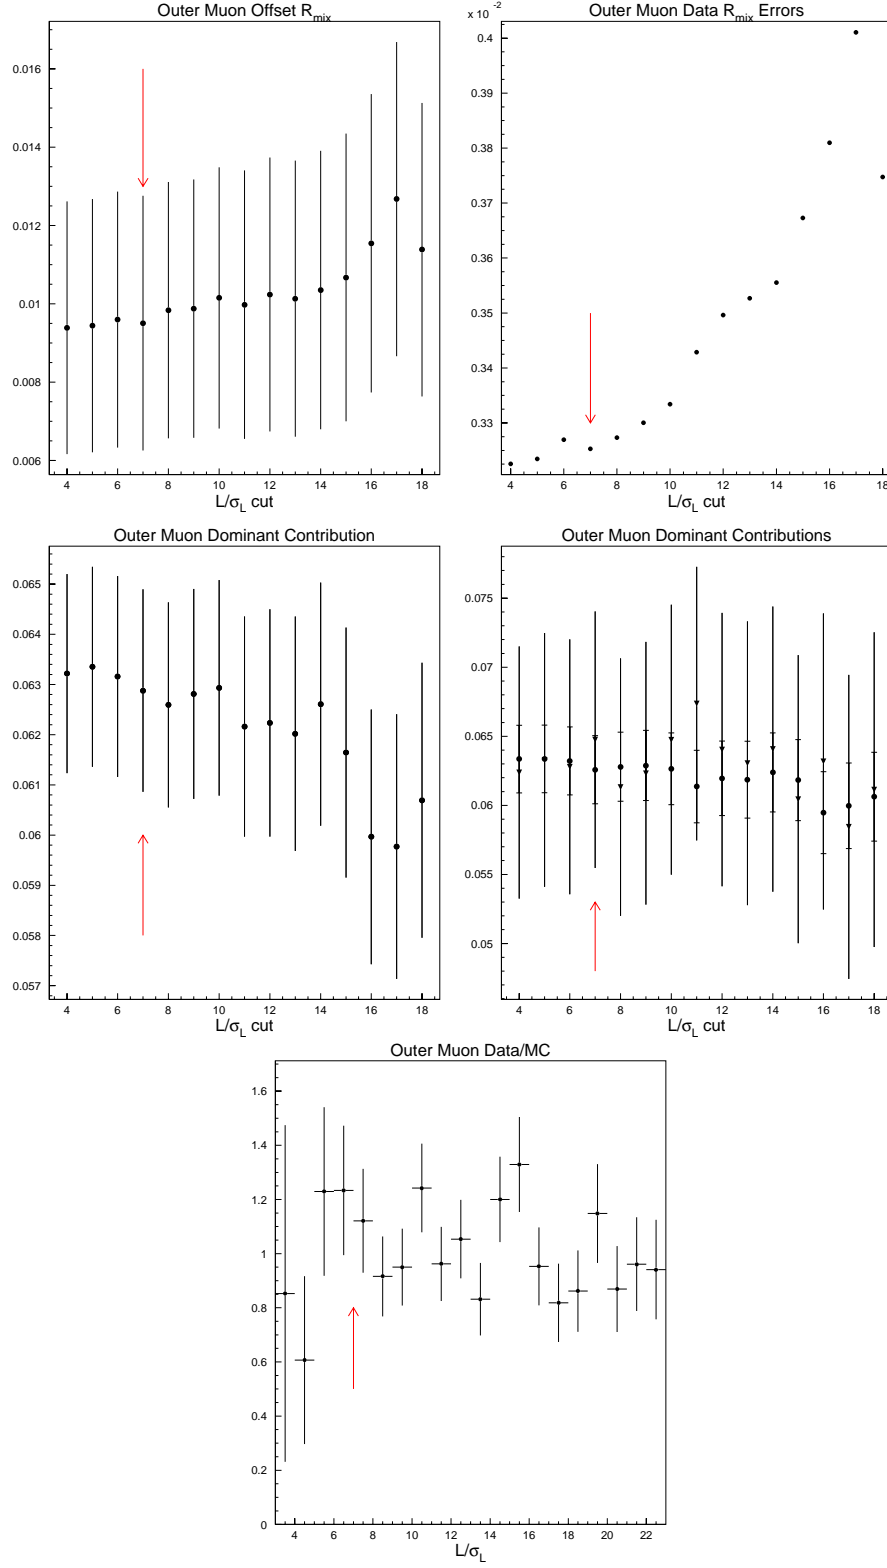 Outer Muon Offset R_mix
0.016
0.014
0.012
0.01
0.008
0.006
4 6 8 10 12 14 16 18
L/σ_L cut
Outer Muon Data R_mix Errors
x 10^-2
0.4
0.39
0.38
0.37
0.36
0.35
0.34
0.33
4 6 8 10 12 14 16 18
L/σ_L cut
Outer Muon Dominant Contribution
0.065
0.064
0.063
0.062
0.061
0.06
0.059
0.058
0.057
4 6 8 10 12 14 16 18
L/σ_L cut
Outer Muon Dominant Contributions
0.075
0.07
0.065
0.06
0.055
0.05
4 6 8 10 12 14 16 18
L/σ_L cut
Outer Muon Data/MC
1.6
1.4
1.2
1
0.8
0.6
0.4
0.2
0
4 6 8 10 12 14 16 18 20 22
L/σ_L